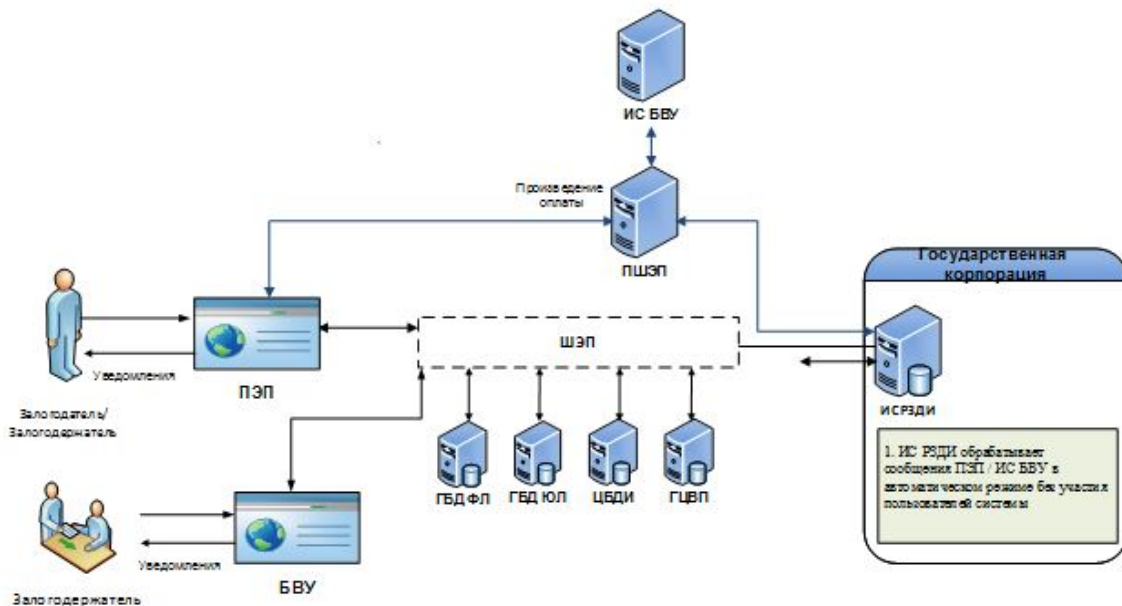 ИС БВУ
Произведение
оплаты
ПШЭП
Государственная
корпорация
ШЭП
Уведомления
ПЭП
ИСРЗДИ
Залогодатель/
Залогодержатель
1. ИС РЗДИ обрабатывает
сообщения ПЭП / ИС БВУ в
автоматическом режиме без участия
пользователей системы
ГБД ФЛ
ГБД ЮЛ
ЦБДИ
ГЦВП
Уведомления
БВУ
Залогодержатель